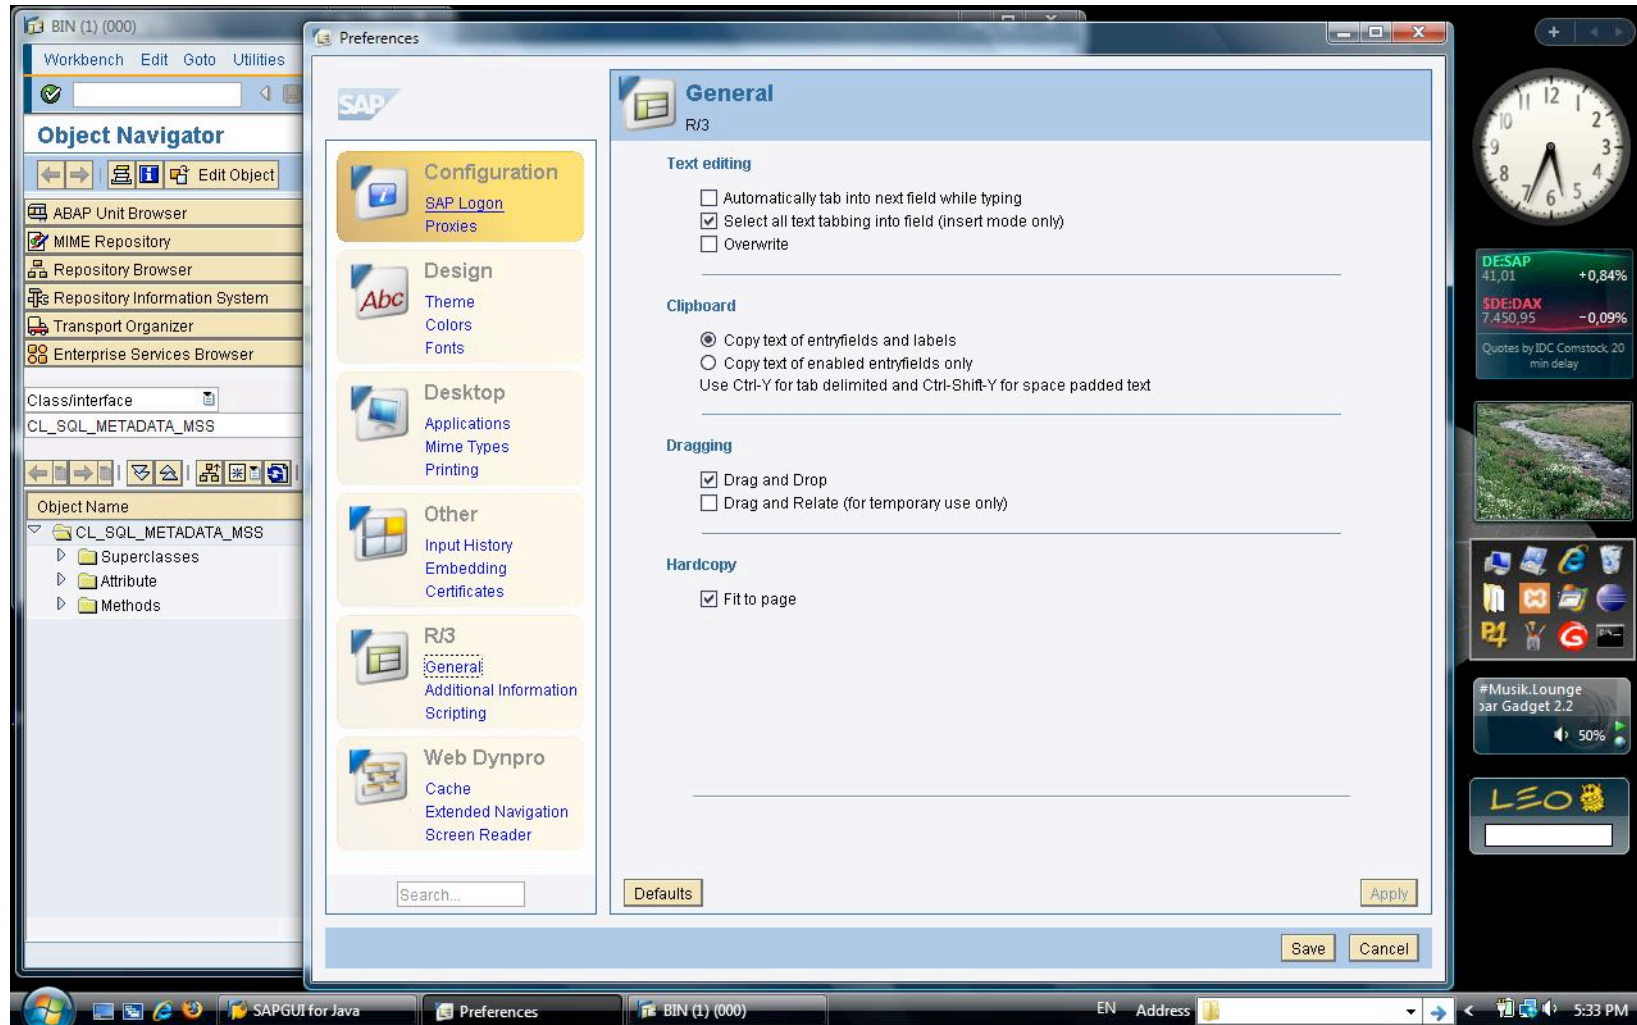 BIN (1) (000)
Workbench Edit Goto Utilities
Object Navigator
Edit Object
ABAP Unit Browser
MIME Repository
Repository Browser
Repository Information System
Transport Organizer
Enterprise Services Browser
Class/interface
CL_SQL_METADATA_MSS
Object Name
CL_SQL_METADATA_MSS
Superclasses
Attribute
Methods
Preferences
SAP
Configuration
SAP Logon
Proxies
Design
Abc
Theme
Colors
Fonts
Desktop
Applications
Mime Types
Printing
Other
Input History
Embedding
Certificates
R/3
General
Additional Information
Scripting
Web Dynpro
Cache
Extended Navigation
Screen Reader
Search...
General
R/3
Text editing
Automatically tab into next field while typing
Select all text tabbing into field (insert mode only)
Overwrite
Clipboard
Copy text of entryfields and labels
Copy text of enabled entryfields only
Use Ctrl-Y for tab delimited and Ctrl-Shift-Y for space padded text
Dragging
Drag and Drop
Drag and Relate (for temporary use only)
Hardcopy
Fit to page
Defaults
Apply
Save Cancel
12
1
2
3
4
5
6
7
8
9
10
11
DE:SAP
41,01 +0,84%
$DE:DAX
7.450,95 -0,09%
Quotes by IDC Comstock, 20
min delay
P4
#Musik.Lounge
bar Gadget 2.2
50%
LEO
SAPGUI for Java
Preferences
BIN (1) (000)
EN Address
5:33 PM